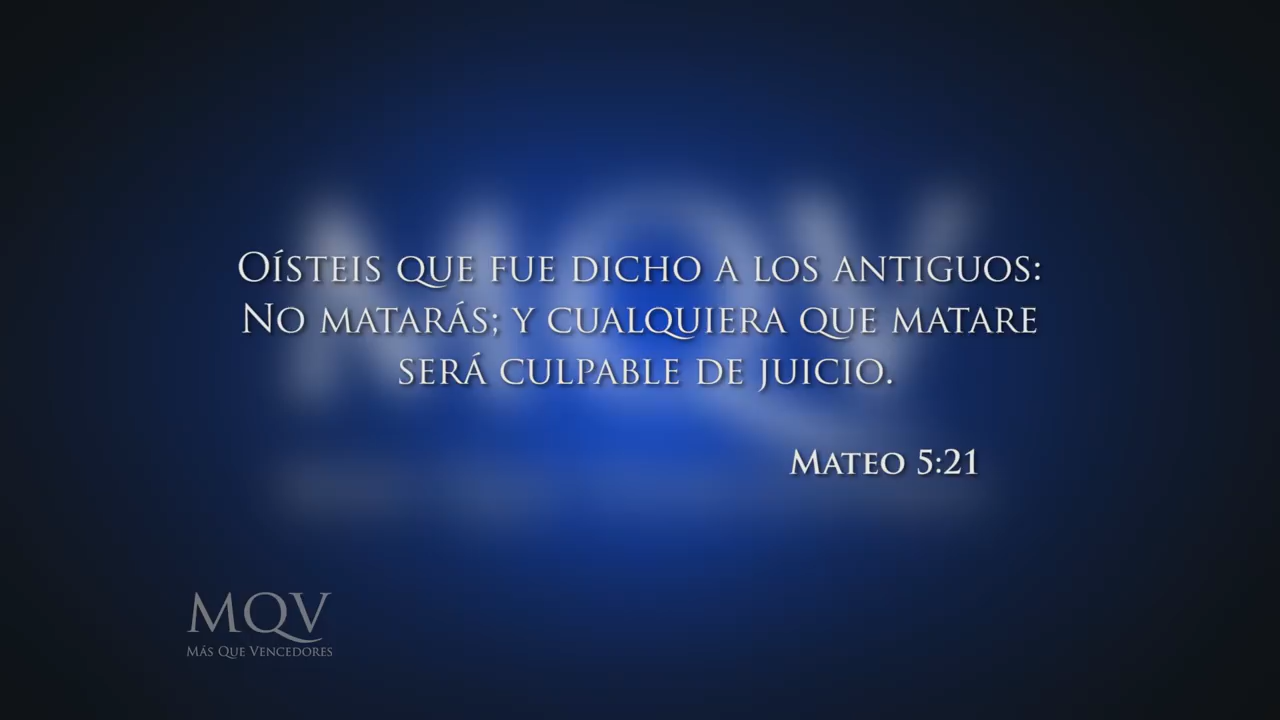 Oísteis que fue dicho a los antiguos:
No matarás; y cualquiera que matare
será culpable de juicio.
Mateo 5:21
MQV
Más Que Vencedores